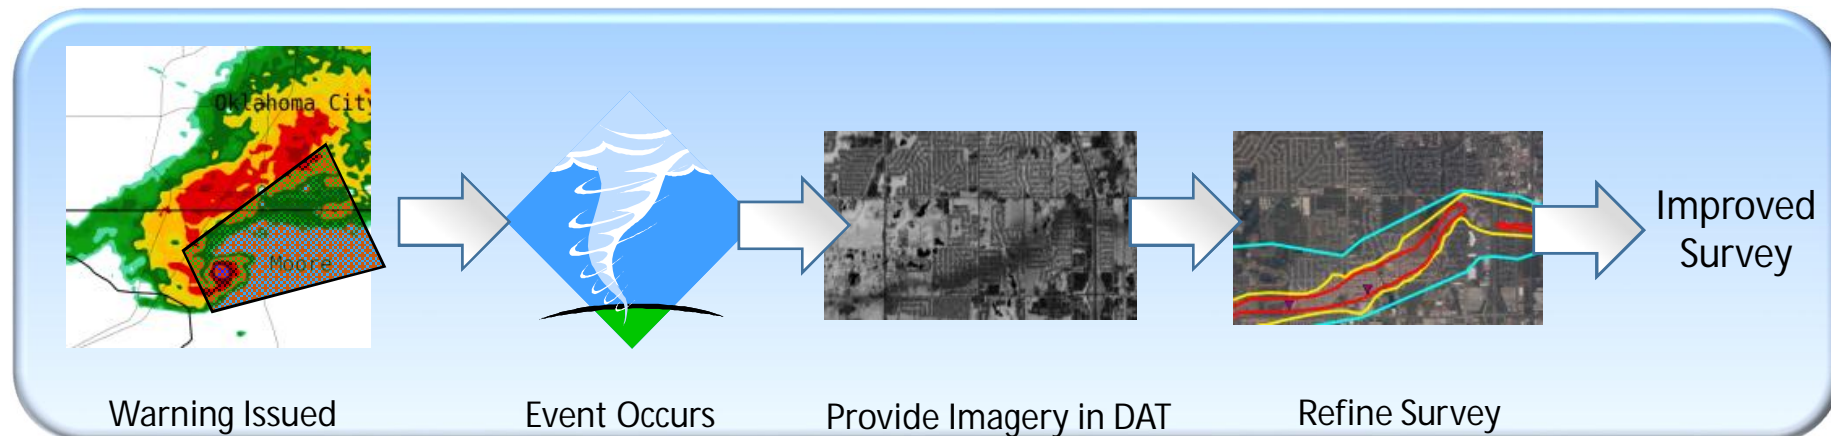 Oklahoma City
Moore
Warning Issued
Event Occurs
Provide Imagery in DAT
Refine Survey
Improved
Survey